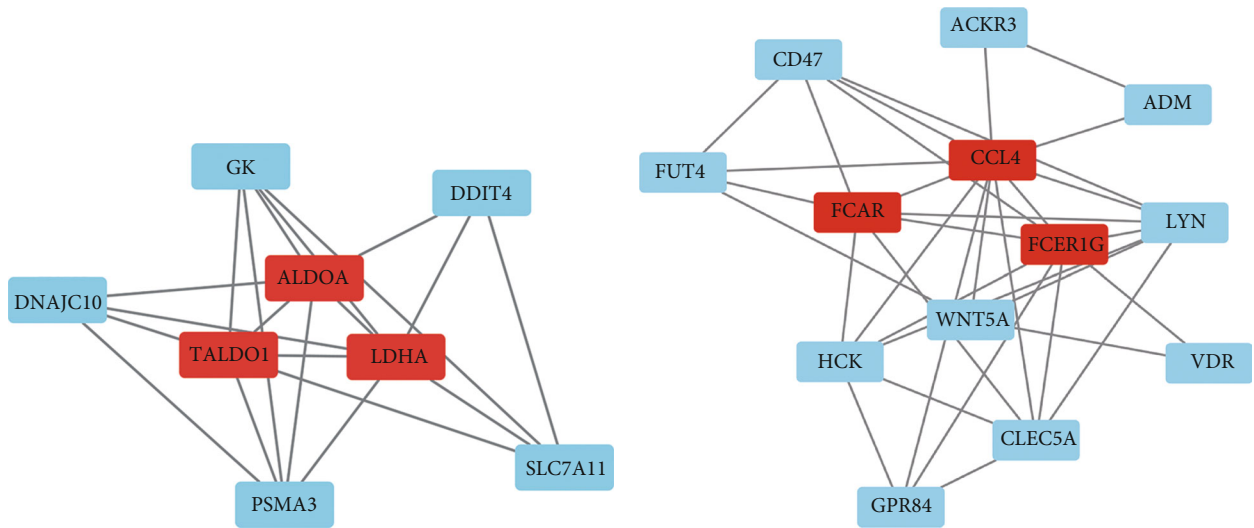 GK
DDIT4
ALDOA
DNAJC10
TALDO1
LDHA
SLC7A11
PSMA3
ACKR3
CD47
ADM
CCL4
FUT4
FCAR
LYN
FCER1G
WNT5A
HCK
VDR
CLEC5A
GPR84